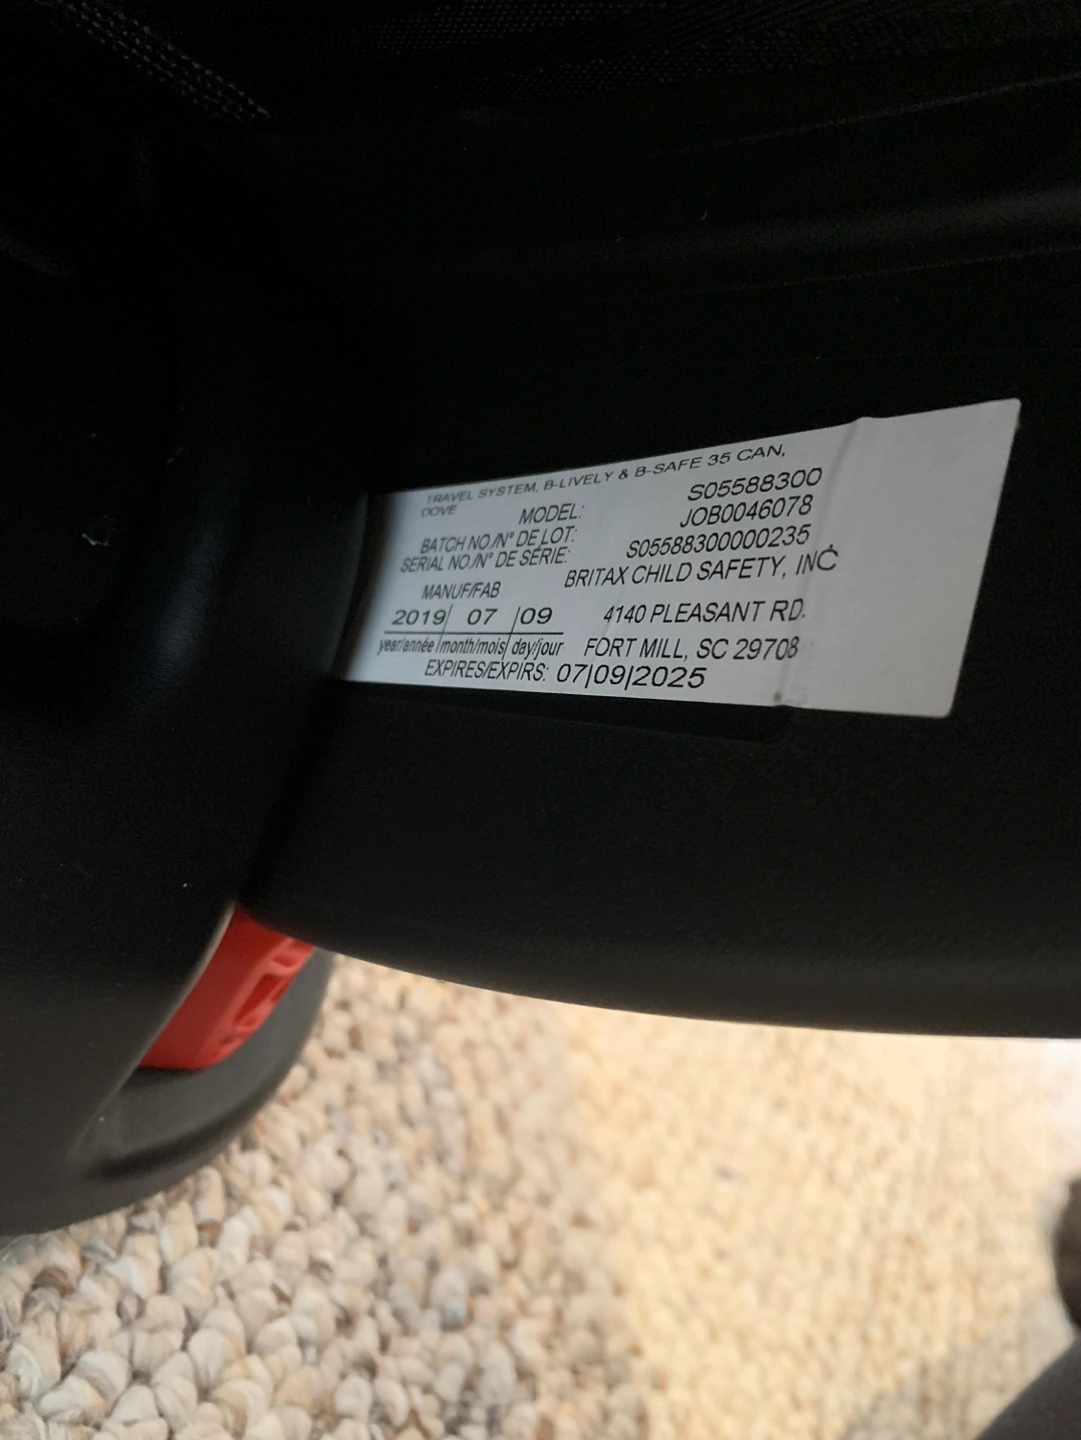 TRAVEL SYSTEM, B-LIVELY & B-SAFE 35 CAN,
DOVE
MODEL: S05588300
BATCH NO./N° DE LOT: JOB0046078
SERIAL NO./N° DE SÉRIE: S05588300000235
MANUF/FAB BRITAX CHILD SAFETY, INC
2019| 07 |09 4140 PLEASANT RD.
year/année |month/mois| day/jour FORT MILL, SC 29708
EXPIRES/EXPIRS: 07|09|2025